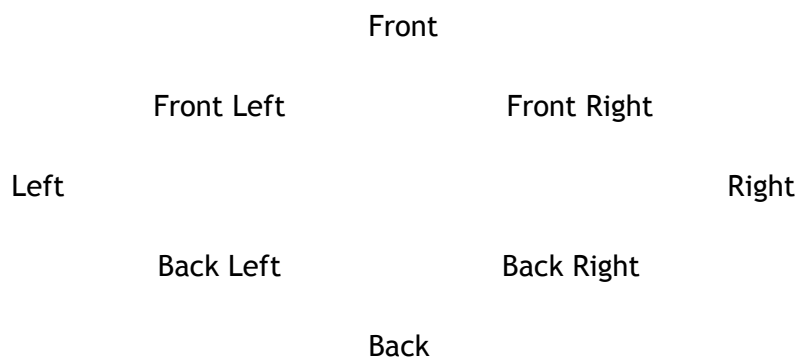 Front
Front Left Front Right
Left Right
Back Left Back Right
Back